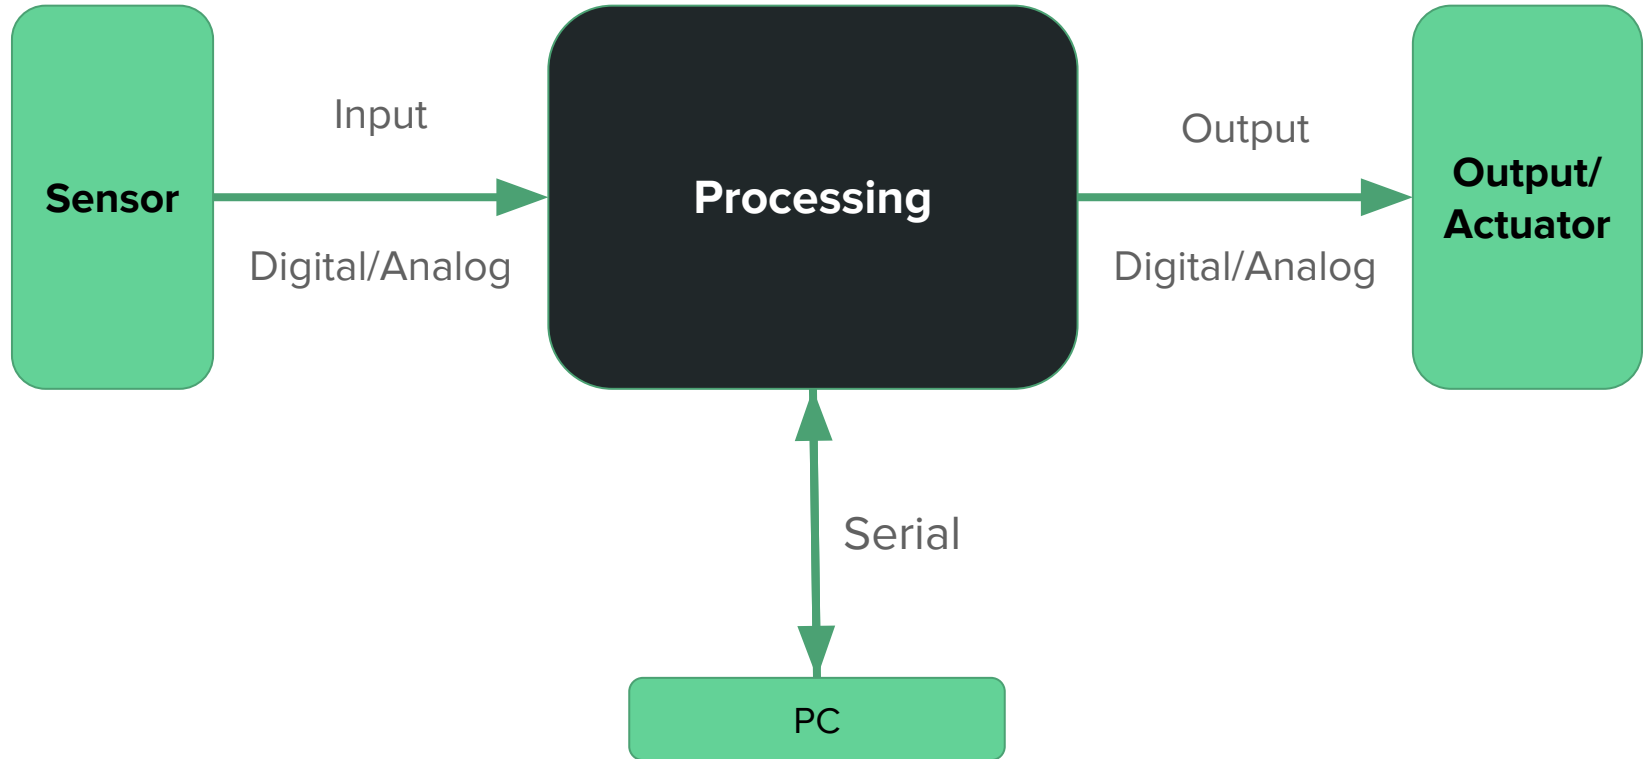 Input
Output
Sensor
Processing
Output/
Actuator
Digital/Analog
Digital/Analog
Serial
PC